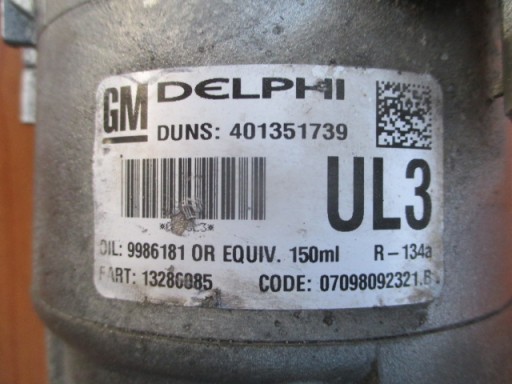 GM DELPHI
DUNS: 401351739
UL3
OIL: 9986181 OR EQUIV. 150ml R-134a
PART: 13286085 CODE: 07098092321.B